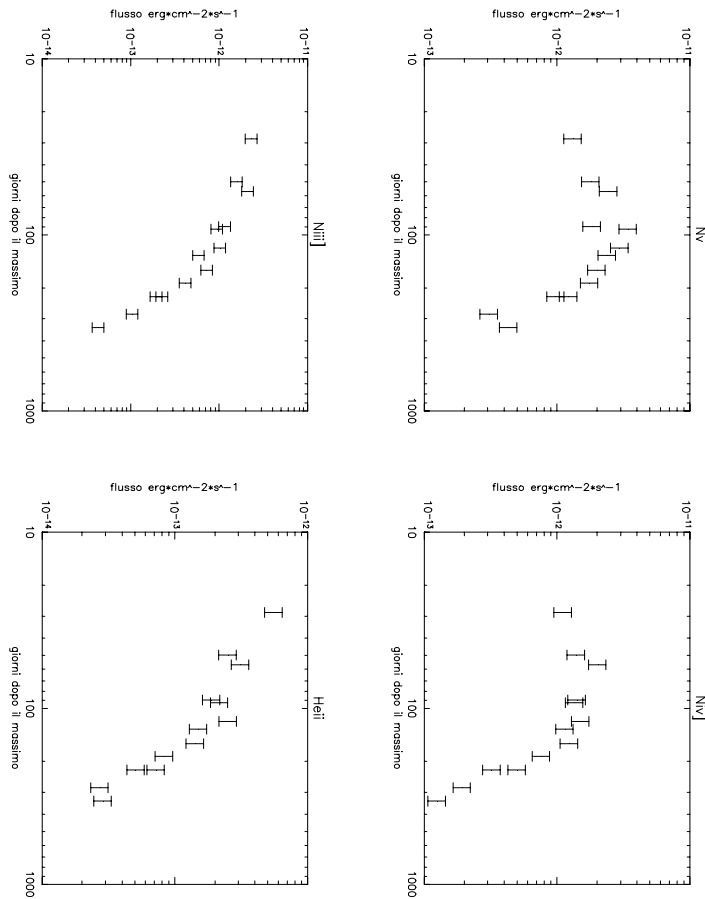 Nv
10⁻¹¹
10⁻¹²
10⁻¹³
flusso erg*cm^−2*s^−1
10 100 1000
giorni dopo il massimo
Niv]
10⁻¹¹
10⁻¹²
10⁻¹³
flusso erg*cm^−2*s^−1
10 100 1000
giorni dopo il massimo
Niii]
10⁻¹¹
10⁻¹²
10⁻¹³
10⁻¹⁴
flusso erg*cm^−2*s^−1
10 100 1000
giorni dopo il massimo
Heii
10⁻¹²
10⁻¹³
10⁻¹⁴
flusso erg*cm^−2*s^−1
10 100 1000
giorni dopo il massimo